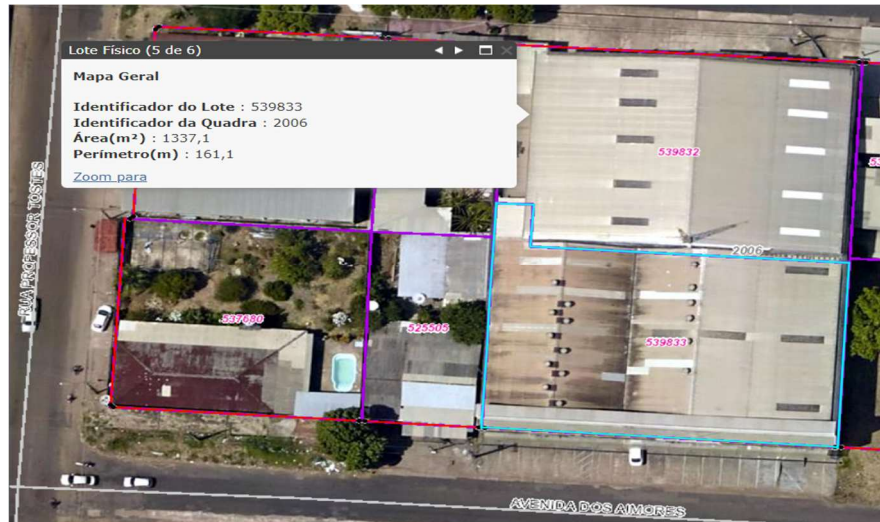 Lote Físico (5 de 6)
Mapa Geral
Identificador do Lote : 539833
Identificador da Quadra : 2006
Área(m²) : 1337,1
Perímetro(m) : 161,1
Zoom para
539832
2006
RUA PROFESSOR TOSTES
537680
525505
539833
AVENIDA DOS AIMORES